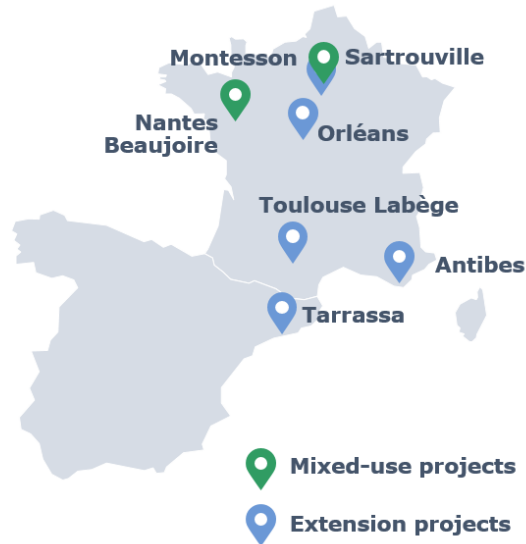 Montesson
Sartrouville
Nantes
Beaujoire
Orléans
Toulouse Labège
Antibes
Tarrassa
Mixed-use projects
Extension projects